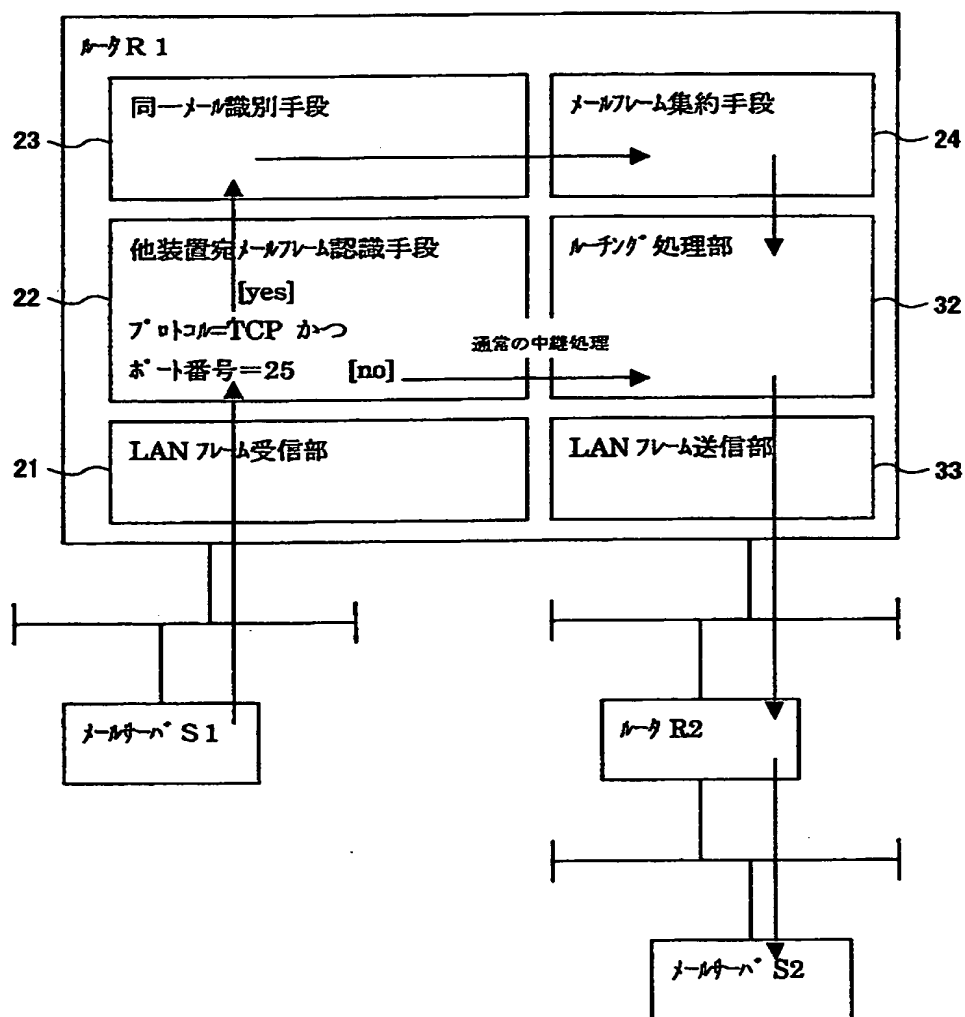 ルータ R 1
同一メール識別手段
メールフレーム集約手段
23
24
他装置宛メールフレーム認識手段
[yes]
プロトコル=TCP かつ
ポート番号=25 [no]
通常の中継処理
ルーチング処理部
22
32
LAN フレーム受信部
LAN フレーム送信部
21
33
メールサーバ S 1
ルータ R2
メールサーバ S2